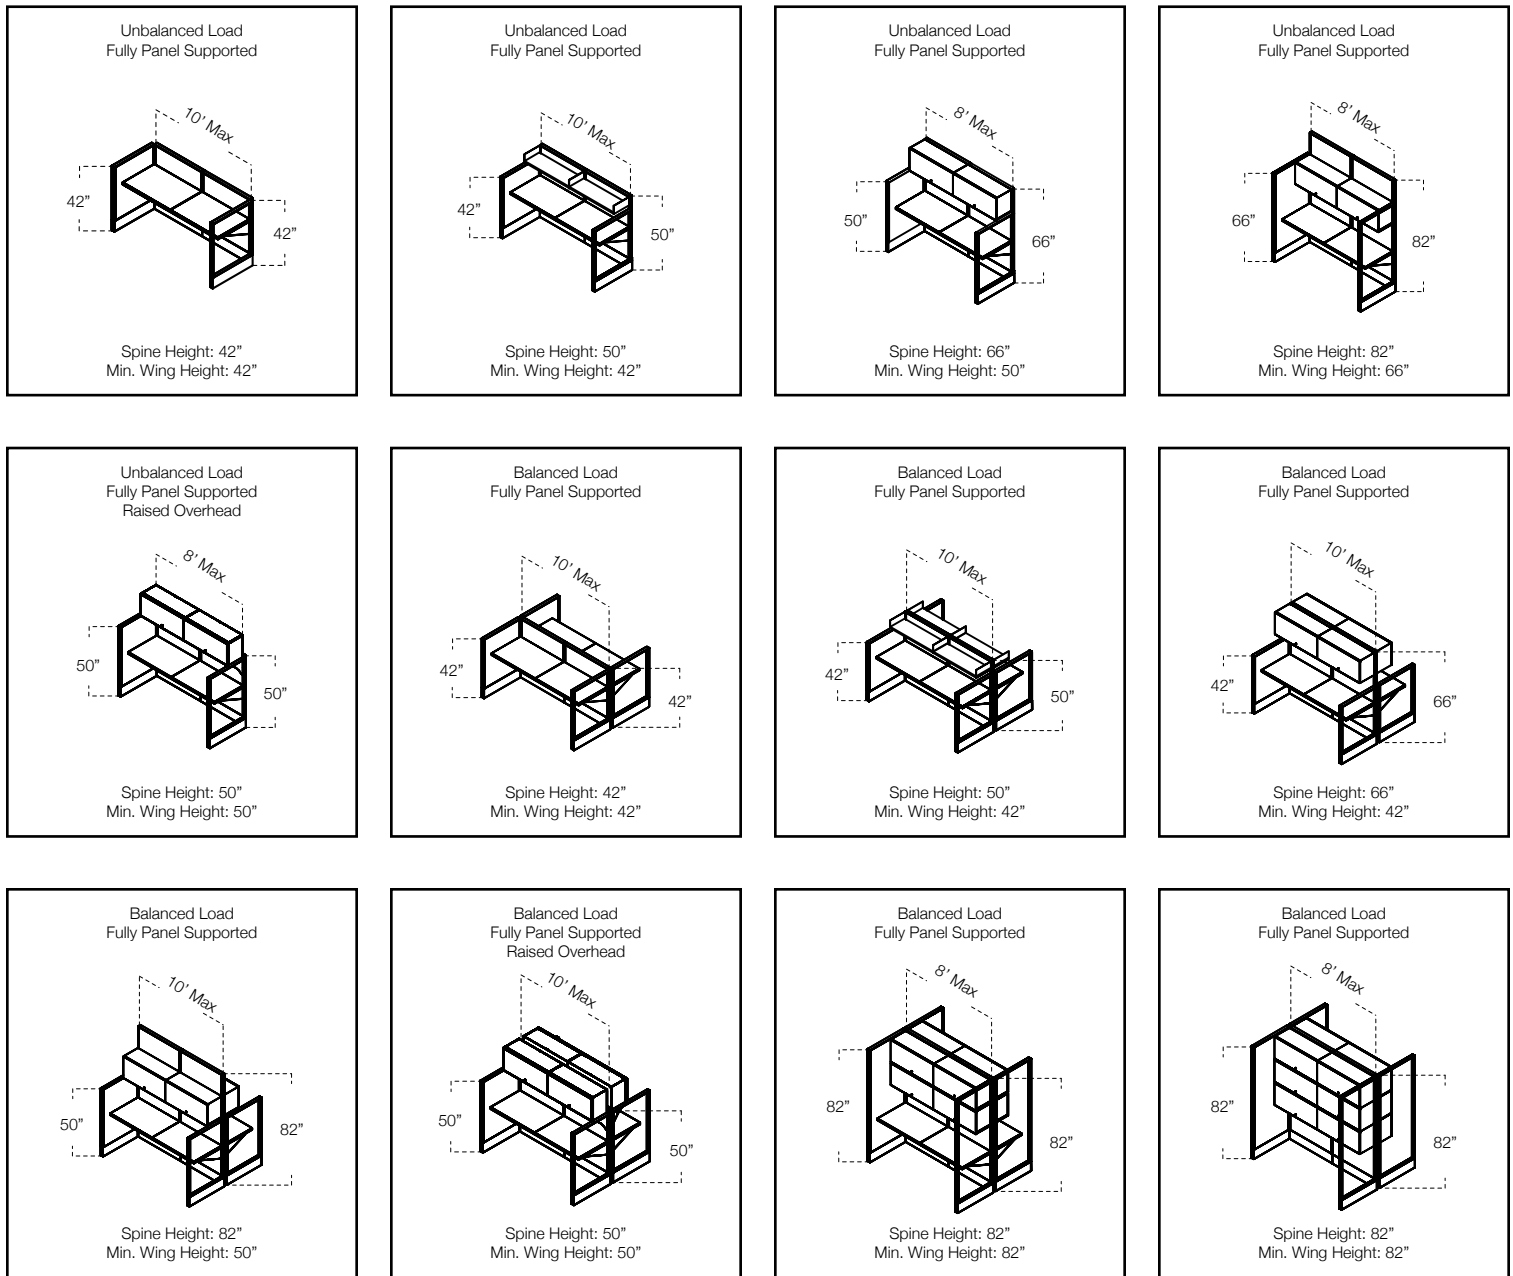 Unbalanced Load
Fully Panel Supported
10’ Max
42”
42”
Spine Height: 42”
Min. Wing Height: 42”
Unbalanced Load
Fully Panel Supported
10’ Max
42”
50”
Spine Height: 50”
Min. Wing Height: 42”
Unbalanced Load
Fully Panel Supported
8’ Max
50”
66”
Spine Height: 66”
Min. Wing Height: 50”
Unbalanced Load
Fully Panel Supported
8’ Max
66”
82”
Spine Height: 82”
Min. Wing Height: 66”
Unbalanced Load
Fully Panel Supported
Raised Overhead
8’ Max
50”
50”
Spine Height: 50”
Min. Wing Height: 50”
Balanced Load
Fully Panel Supported
10’ Max
42”
42”
Spine Height: 42”
Min. Wing Height: 42”
Balanced Load
Fully Panel Supported
10’ Max
42”
50”
Spine Height: 50”
Min. Wing Height: 42”
Balanced Load
Fully Panel Supported
10’ Max
42”
66”
Spine Height: 66”
Min. Wing Height: 42”
Balanced Load
Fully Panel Supported
10’ Max
50”
82”
Spine Height: 82”
Min. Wing Height: 50”
Balanced Load
Fully Panel Supported
Raised Overhead
10’ Max
50”
50”
Spine Height: 50”
Min. Wing Height: 50”
Balanced Load
Fully Panel Supported
8’ Max
82”
82”
Spine Height: 82”
Min. Wing Height: 82”
Balanced Load
Fully Panel Supported
8’ Max
82”
82”
Spine Height: 82”
Min. Wing Height: 82”